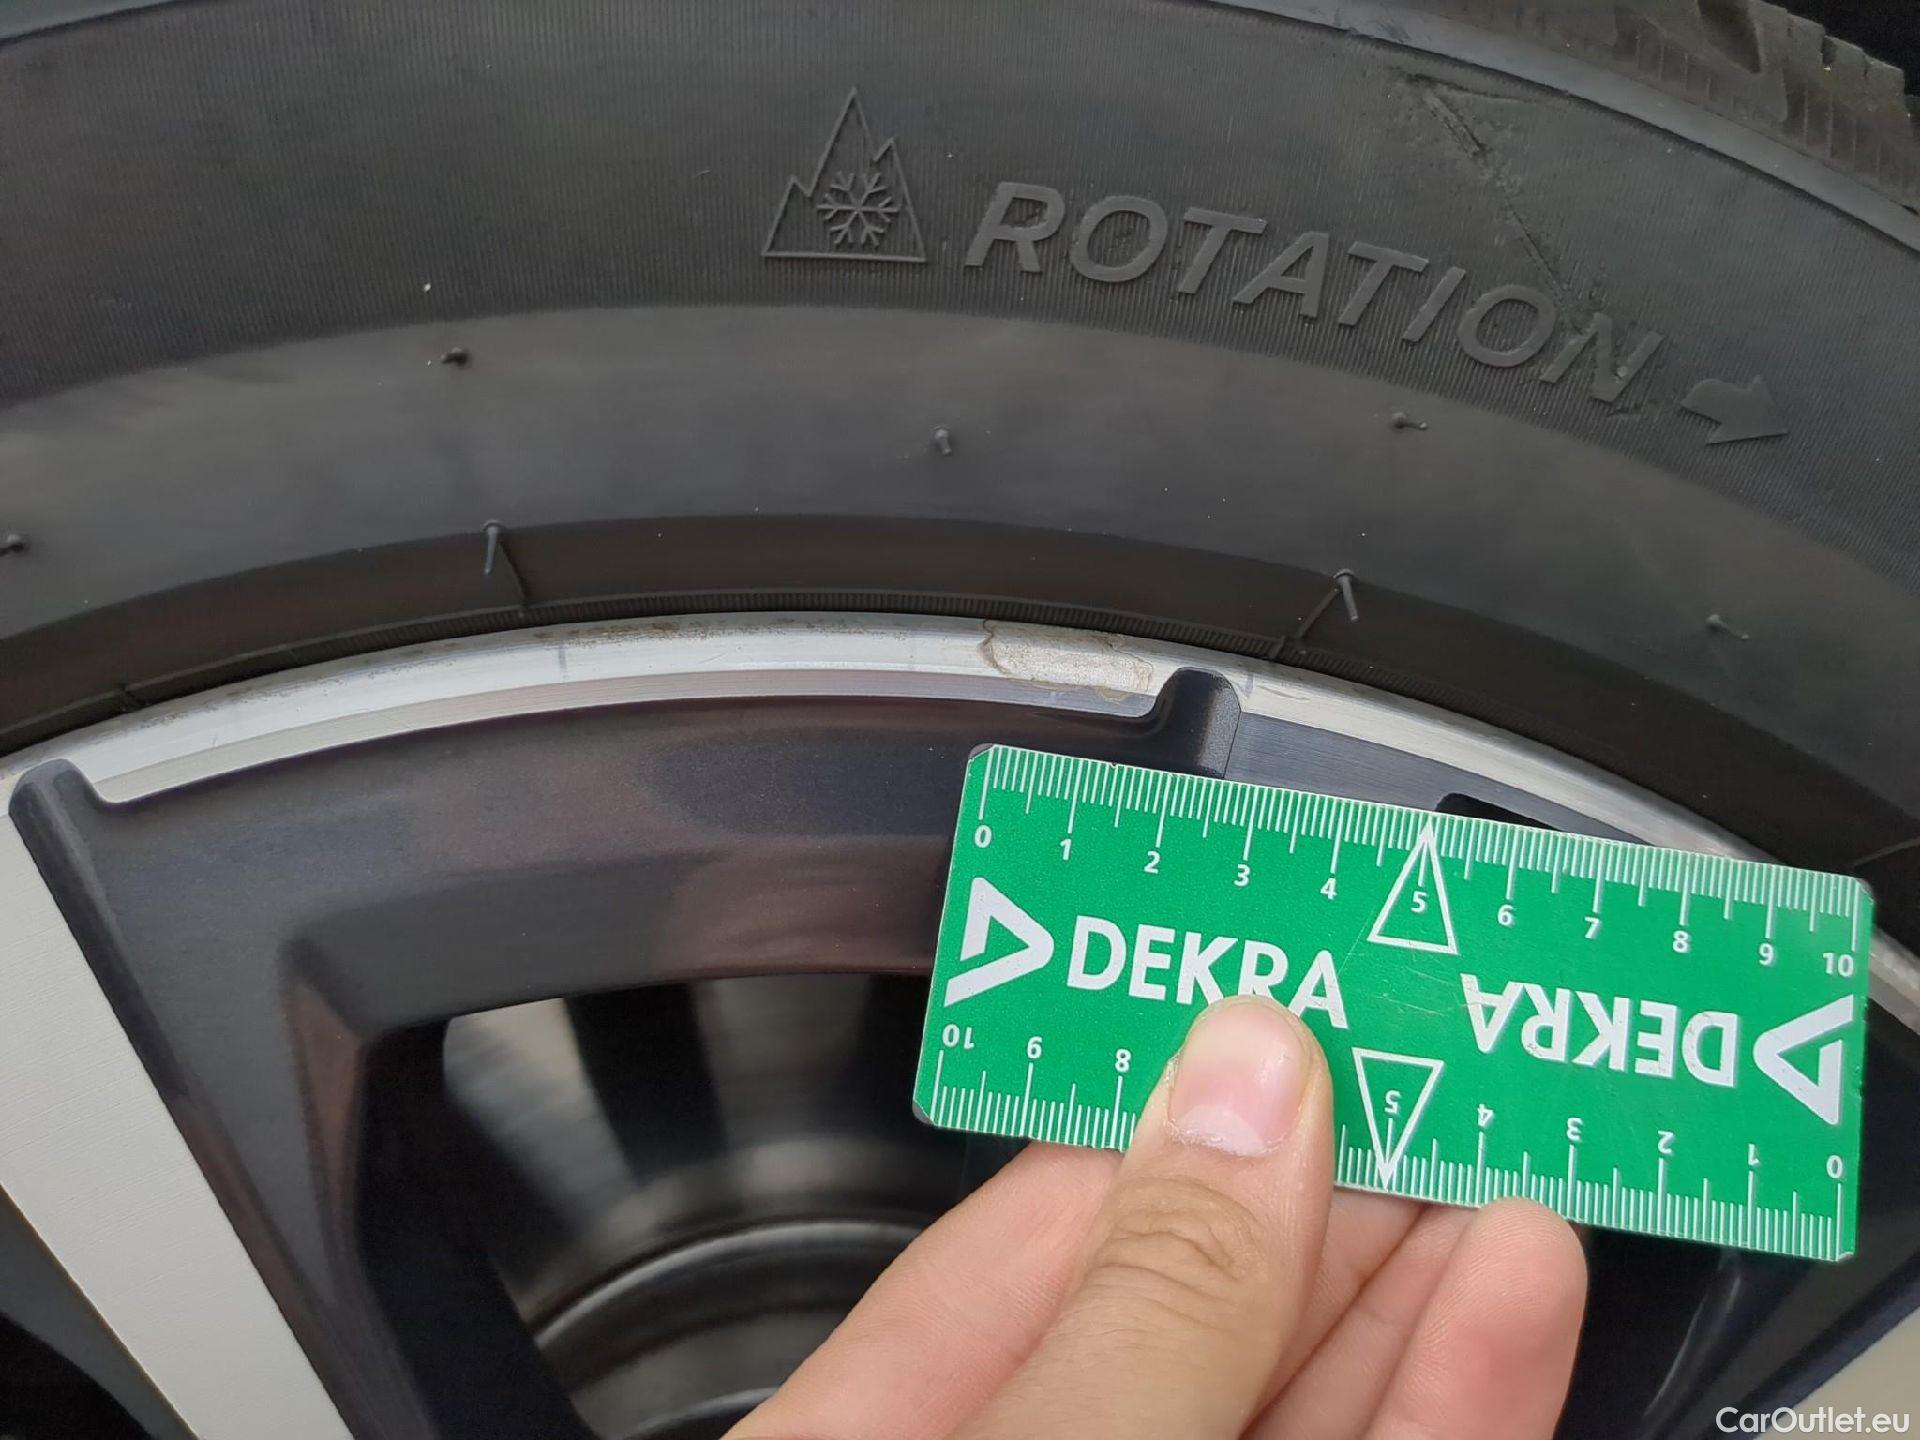 ROTATION
0 1 2 3 4 5 6 7 8 9 10
DEKRA
DEKRA
10 9 8 5 4 3 2 1 0
CarOutlet.eu